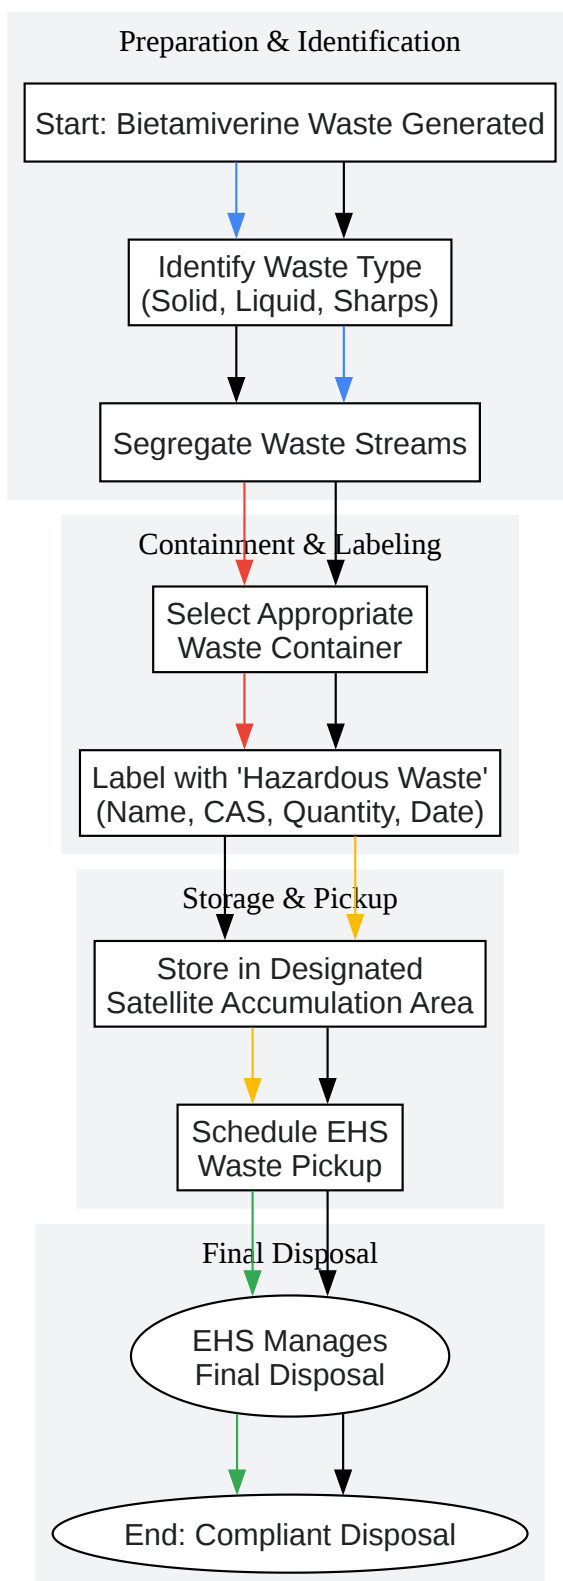 Preparation & Identification
Start: Bietamiverine Waste Generated
Identify Waste Type
(Solid, Liquid, Sharps)
Segregate Waste Streams
Containment & Labeling
Select Appropriate
Waste Container
Label with 'Hazardous Waste'
(Name, CAS, Quantity, Date)
Storage & Pickup
Store in Designated
Satellite Accumulation Area
Schedule EHS
Waste Pickup
Final Disposal
EHS Manages
Final Disposal
End: Compliant Disposal